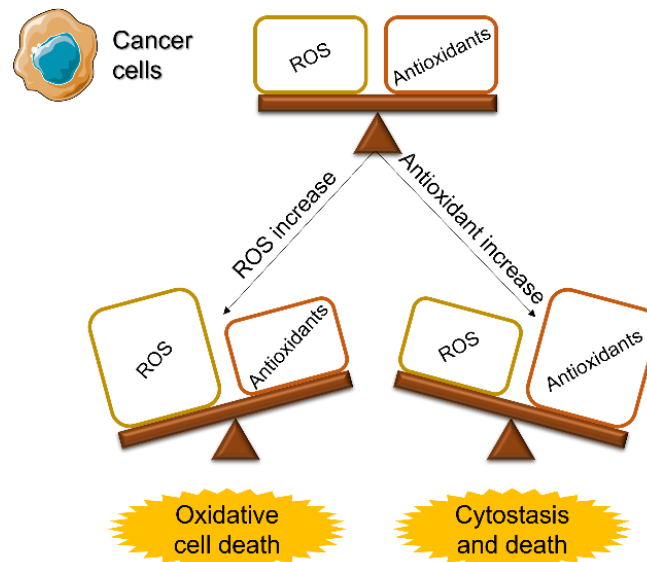 Cancer
cells
ROS
Antioxidants
ROS increase
Antioxidant increase
ROS
Antioxidants
ROS
Antioxidants
Oxidative
cell death
Cytostasis
and death